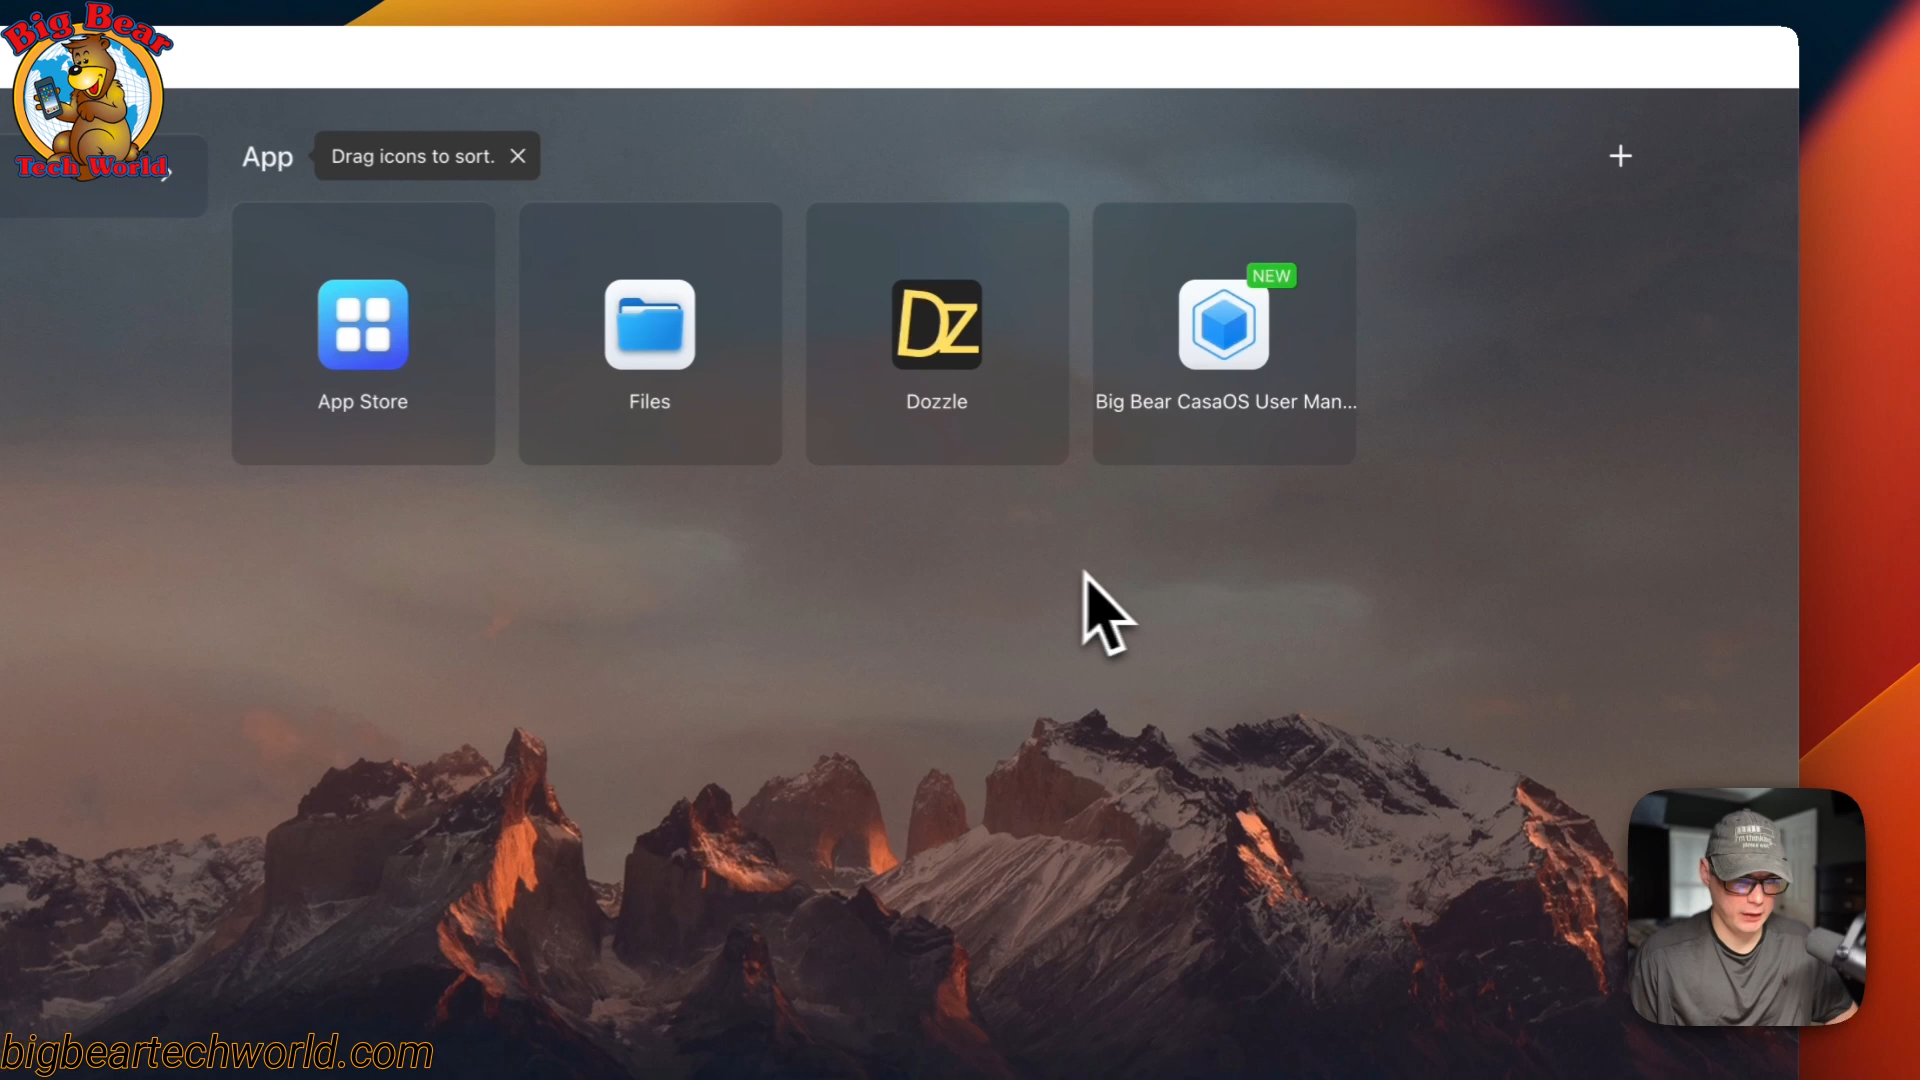 Big Bear
Tech World
App
Drag icons to sort.
NEW
App Store
Files
DZ
Dozzle
Big Bear CasaOS User Man...
I'm thinking
bigbeartechworld.com